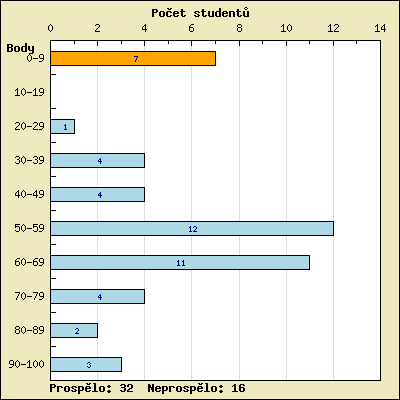 Počet studentů
0 2 4 6 8 10 12 14
Body
0-9 7
10-19
20-29 1
30-39 4
40-49 4
50-59 12
60-69 11
70-79 4
80-89 2
90-100 3
Prospělo: 32 Neprospělo: 16